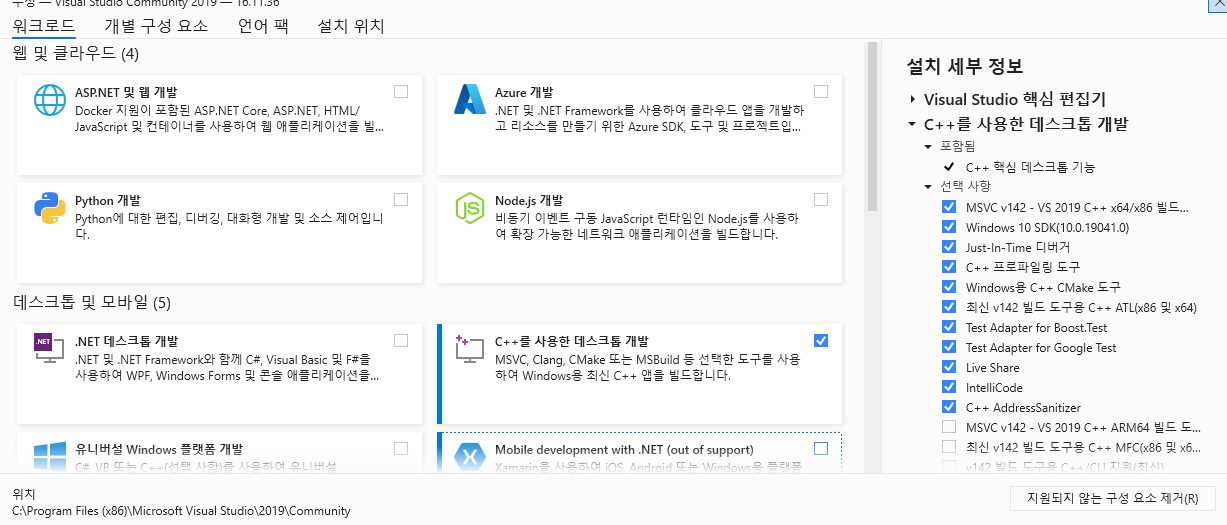 구성 — Visual Studio Community 2019 — 16.11.36
워크로드 개별 구성 요소 언어 팩 설치 위치
웹 및 클라우드 (4)
ASP.NET 및 웹 개발
Docker 지원이 포함된 ASP.NET Core, ASP.NET, HTML/
JavaScript 및 컨테이너를 사용하여 웹 애플리케이션을 빌...
Azure 개발
.NET 및 .NET Framework를 사용하여 클라우드 앱을 개발하
고 리소스를 만들기 위한 Azure SDK, 도구 및 프로젝트입...
Python 개발
Python에 대한 편집, 디버깅, 대화형 개발 및 소스 제어입니
다.
Node.js 개발
비동기 이벤트 구동 JavaScript 런타임인 Node.js를 사용하
여 확장 가능한 네트워크 애플리케이션을 빌드합니다.
데스크톱 및 모바일 (5)
.NET
.NET 데스크톱 개발
.NET 및 .NET Framework와 함께 C#, Visual Basic 및 F#을
사용하여 WPF, Windows Forms 및 콘솔 애플리케이션을...
C++를 사용한 데스크톱 개발
MSVC, Clang, CMake 또는 MSBuild 등 선택한 도구를 사용
하여 Windows용 최신 C++ 앱을 빌드합니다.
유니버설 Windows 플랫폼 개발
C#, VB 또는 C++(선택 사항)를 사용하여 유니버설
Mobile development with .NET (out of support)
Xamarin을 사용하여 iOS, Android 또는 Windows용 플랫폼
설치 세부 정보
Visual Studio 핵심 편집기
C++를 사용한 데스크톱 개발
포함됨
C++ 핵심 데스크톱 기능
선택 사항
MSVC v142 - VS 2019 C++ x64/x86 빌드...
Windows 10 SDK(10.0.19041.0)
Just-In-Time 디버거
C++ 프로파일링 도구
Windows용 C++ CMake 도구
최신 v142 빌드 도구용 C++ ATL(x86 및 x64)
Test Adapter for Boost.Test
Test Adapter for Google Test
Live Share
IntelliCode
C++ AddressSanitizer
MSVC v142 - VS 2019 C++ ARM64 빌드 도...
최신 v142 빌드 도구용 C++ MFC(x86 및 x6...
v142 빌드 도구용 C++/CLI 지원(최신)
위치
C:\Program Files (x86)\Microsoft Visual Studio\2019\Community
지원되지 않는 구성 요소 제거(R)